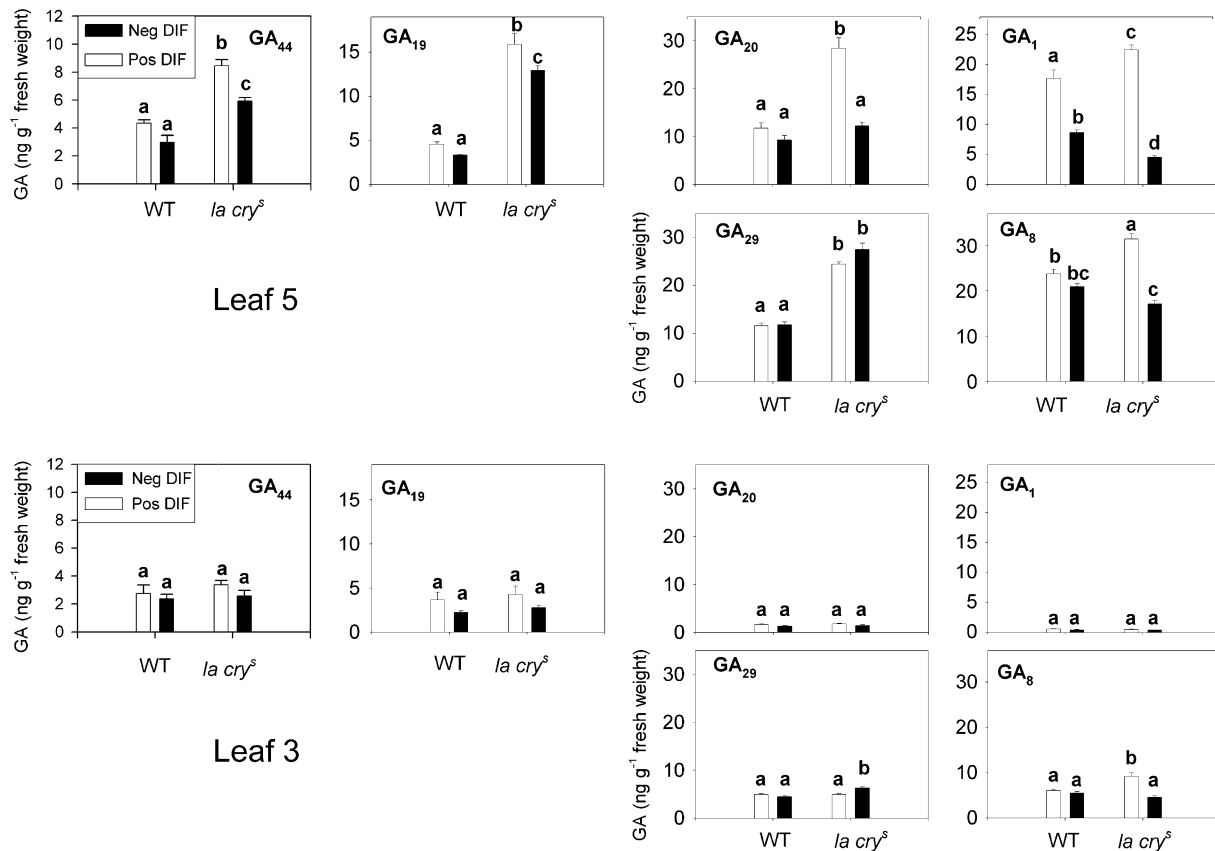 Neg DIF
Pos DIF
GA44
GA (ng g-1 fresh weight)
12
10
8
6
4
2
0
a
a
b
c
WT
la crys
GA19
15
10
5
0
a
a
b
c
WT
la crys
GA20
30
20
10
0
a
a
b
a
GA1
25
20
15
10
5
0
a
b
c
d
GA (ng g-1 fresh weight)
GA29
30
20
10
0
a
a
b
b
WT
la crys
GA8
30
20
10
0
b
bc
a
c
WT
la crys
Leaf 5
Neg DIF
Pos DIF
GA44
GA (ng g-1 fresh weight)
12
10
8
6
4
2
0
a
a
a
a
WT
la crys
GA19
15
10
5
0
a
a
a
a
WT
la crys
GA20
30
20
10
0
a
a
a
a
GA1
25
20
15
10
5
0
a
a
a
a
GA (ng g-1 fresh weight)
GA29
30
20
10
0
a
a
a
b
WT
la crys
GA8
30
20
10
0
a
a
b
a
WT
la crys
Leaf 3